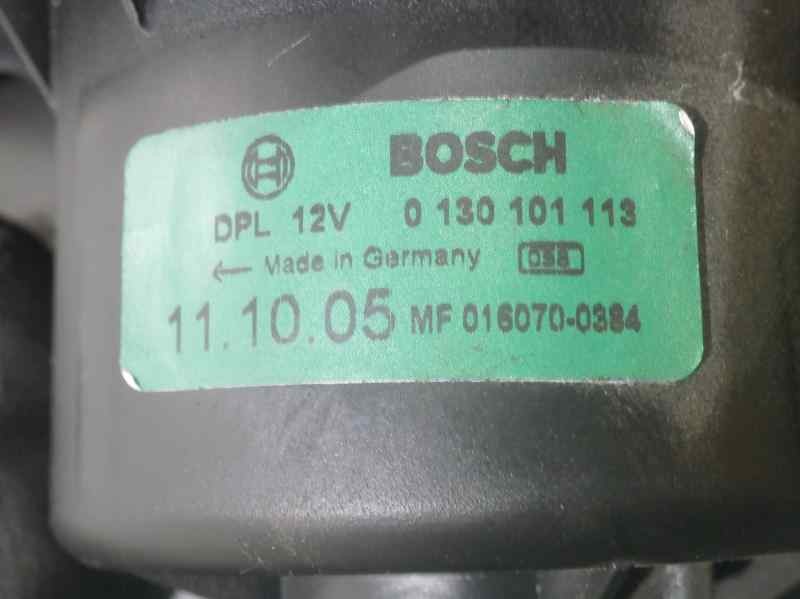 BOSCH
DPL 12V 0 130 101 113
← Made in Germany 058
11.10.05 MF 016070-0384